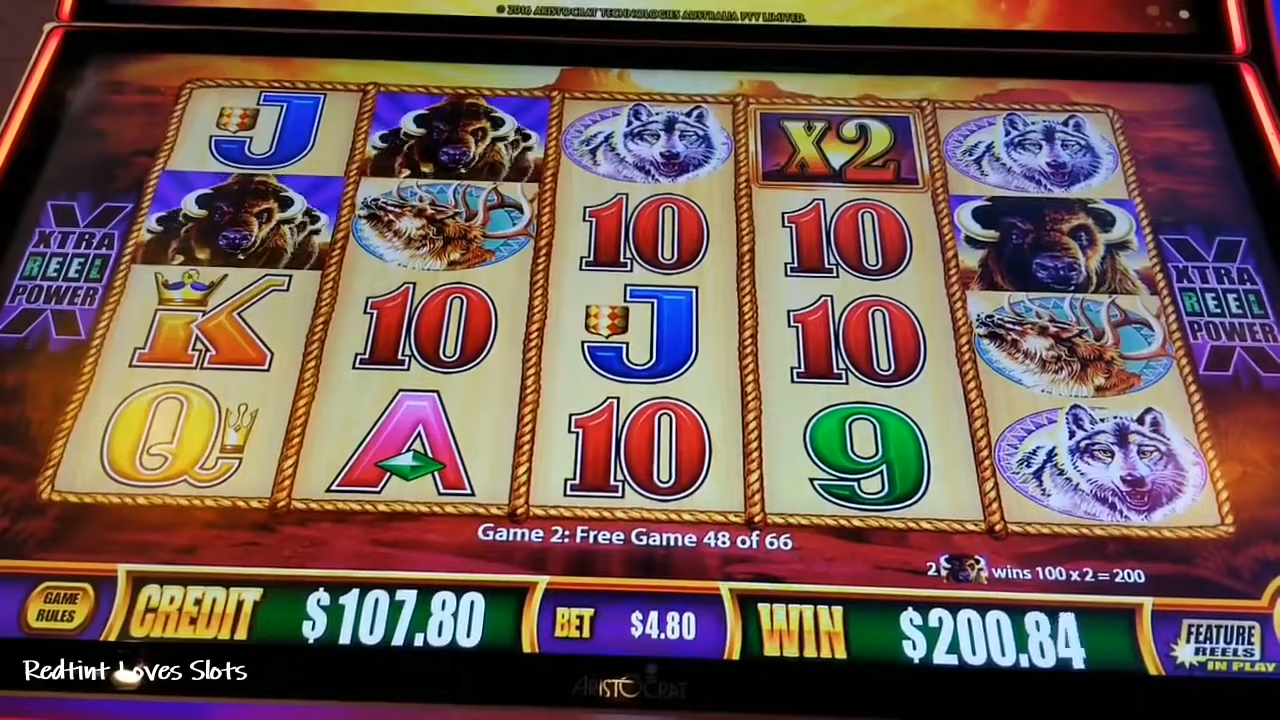 © 2016 ARISTOCRAT TECHNOLOGIES AUSTRALIA PTY LIMITED.
J
X2
10 10
K 10 J 10
Q A 10 9
XTRA
REEL
POWER
XTRA
REEL
POWER
Game 2: Free Game 48 of 66
2 wins 100 x 2 = 200
GAME
RULES
CREDIT $107.80
BET $4.80
WIN $200.84
FEATURE
REELS
IN PLAY
Redtint Loves Slots
ARISTOCRAT